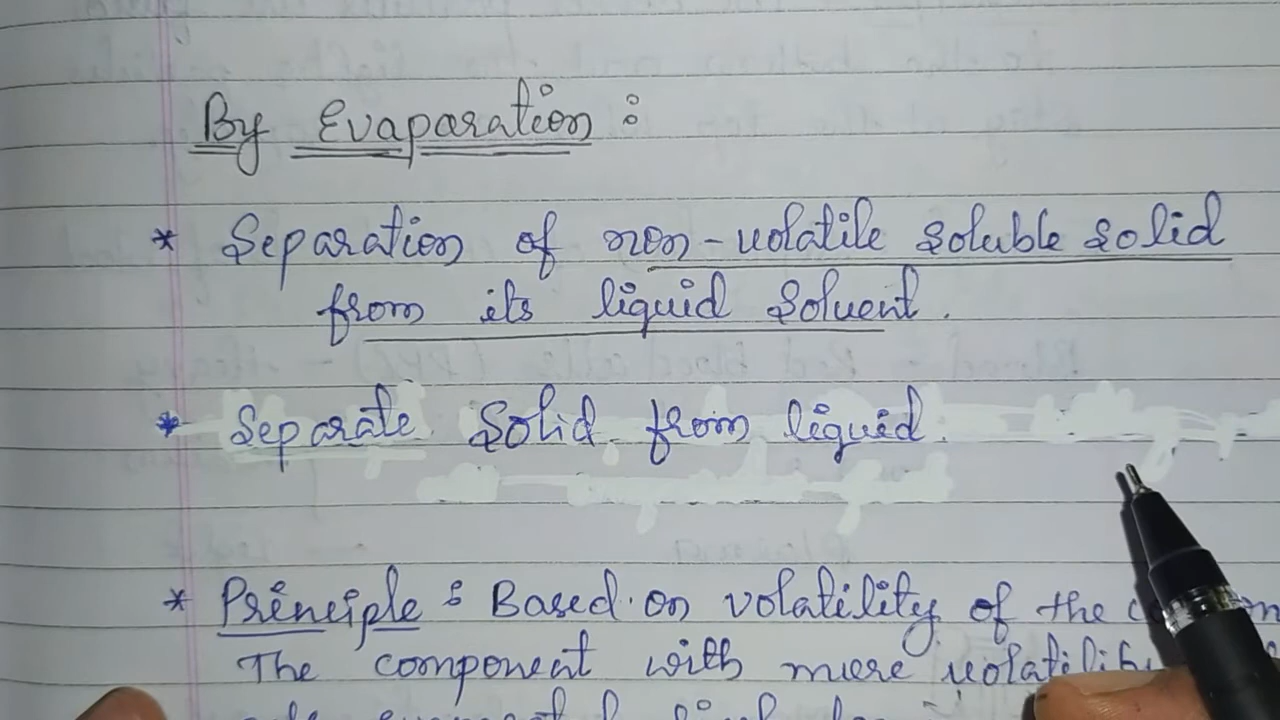 By Evaparation :
* Separation of non-volatile soluble solid
from its liquid solvent.
* Separate Solid from liquid.
* Principle : Based on volatility of the
The component with more volatility